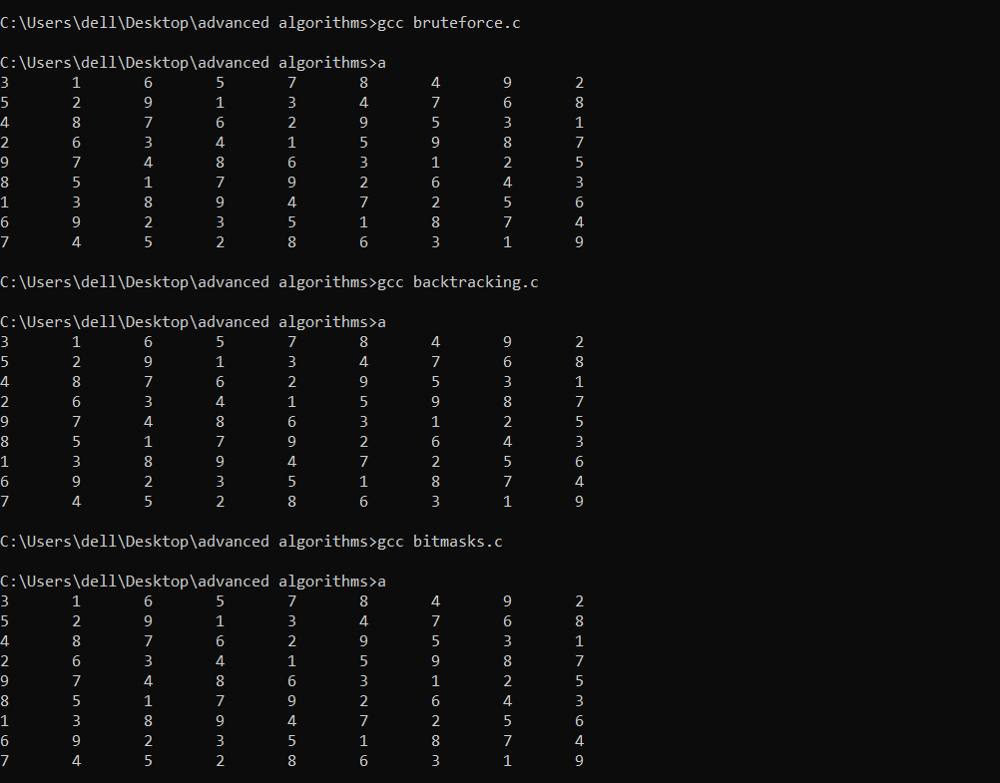 C:\Users\dell\Desktop\advanced algorithms>gcc bruteforce.c
C:\Users\dell\Desktop\advanced algorithms>a
3 1 6 5 7 8 4 9 2
5 2 9 1 3 4 7 6 8
4 8 7 6 2 9 5 3 1
2 6 3 4 1 5 9 8 7
9 7 4 8 6 3 1 2 5
8 5 1 7 9 2 6 4 3
1 3 8 9 4 7 2 5 6
6 9 2 3 5 1 8 7 4
7 4 5 2 8 6 3 1 9
C:\Users\dell\Desktop\advanced algorithms>gcc backtracking.c
C:\Users\dell\Desktop\advanced algorithms>a
3 1 6 5 7 8 4 9 2
5 2 9 1 3 4 7 6 8
4 8 7 6 2 9 5 3 1
2 6 3 4 1 5 9 8 7
9 7 4 8 6 3 1 2 5
8 5 1 7 9 2 6 4 3
1 3 8 9 4 7 2 5 6
6 9 2 3 5 1 8 7 4
7 4 5 2 8 6 3 1 9
C:\Users\dell\Desktop\advanced algorithms>gcc bitmasks.c
C:\Users\dell\Desktop\advanced algorithms>a
3 1 6 5 7 8 4 9 2
5 2 9 1 3 4 7 6 8
4 8 7 6 2 9 5 3 1
2 6 3 4 1 5 9 8 7
9 7 4 8 6 3 1 2 5
8 5 1 7 9 2 6 4 3
1 3 8 9 4 7 2 5 6
6 9 2 3 5 1 8 7 4
7 4 5 2 8 6 3 1 9